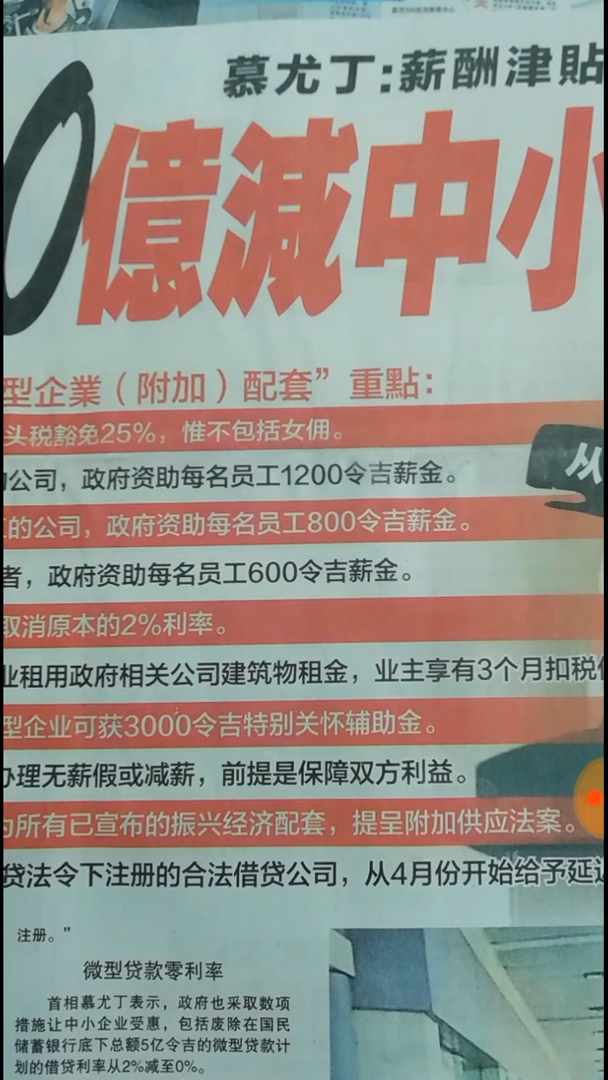 慕尤丁:薪酬津貼
0億減中小
型企業（附加）配套”重點：
头税豁免25%，惟不包括女佣。
公司，政府资助每名员工1200令吉薪金。
从
的公司，政府资助每名员工800令吉薪金。
者，政府资助每名员工600令吉薪金。
取消原本的2%利率。
业租用政府相关公司建筑物租金，业主享有3个月扣税
型企业可获3000令吉特别关怀辅助金。
办理无薪假或减薪，前提是保障双方利益。
所有已宣布的振兴经济配套，提呈附加供应法案。
贷法令下注册的合法借贷公司，从4月份开始给予延
注册。”
微型贷款零利率
首相慕尤丁表示，政府也采取数项
措施让中小企业受惠，包括废除在国民
储蓄银行底下总额5亿令吉的微型贷款计
划的借贷利率从2%减至0%。